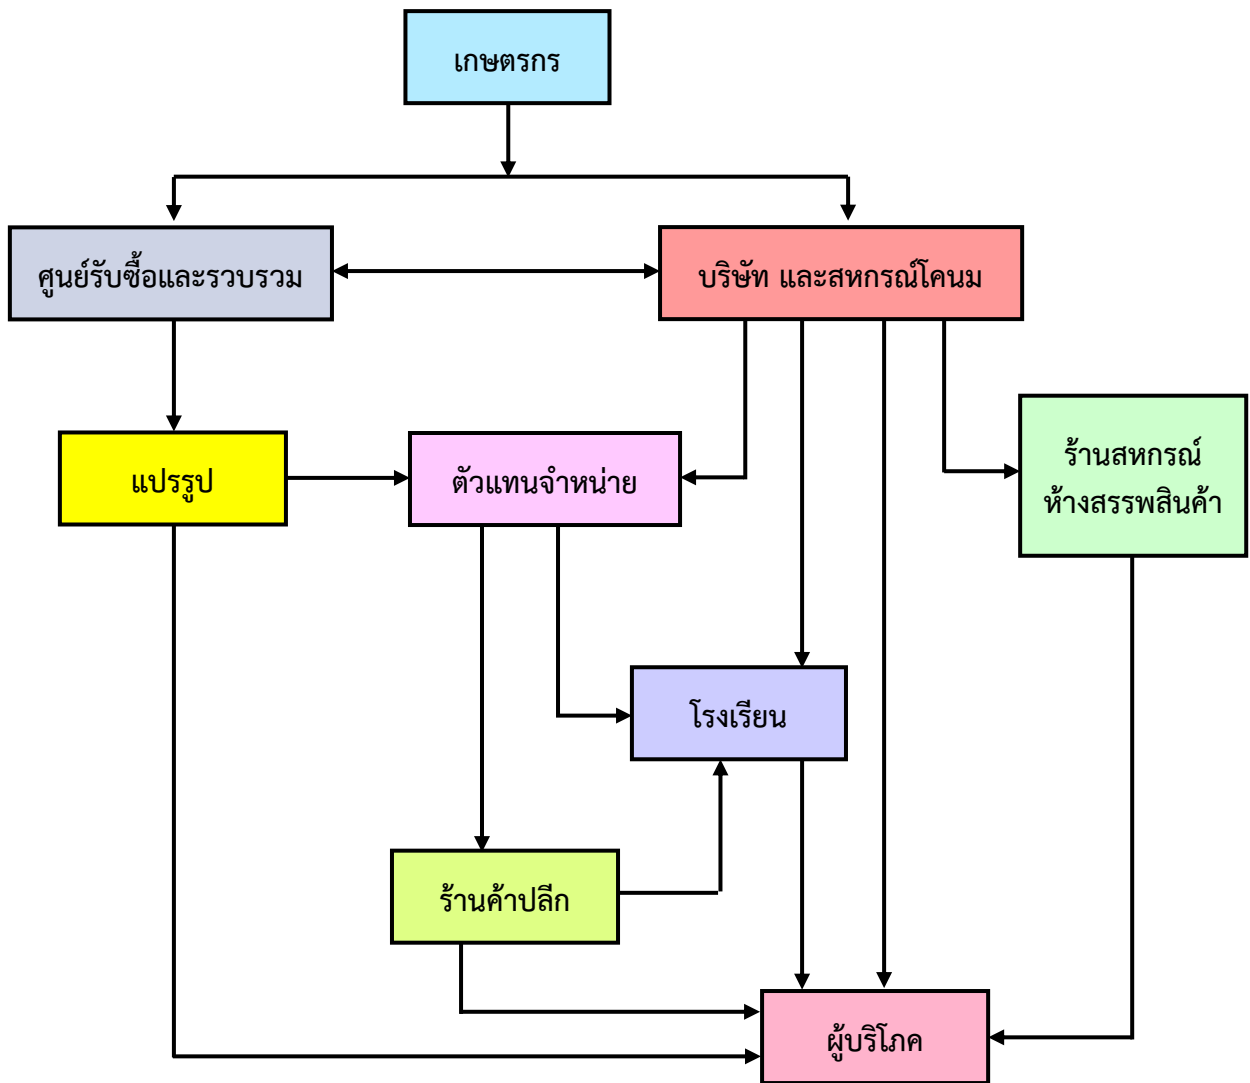 เกษตรกร
ศูนย์รับซื้อและรวบรวม
บริษัท และสหกรณ์โคนม
แปรรูป
ตัวแทนจำหน่าย
ร้านสหกรณ์
ห้างสรรพสินค้า
โรงเรียน
ร้านค้าปลีก
ผู้บริโภค